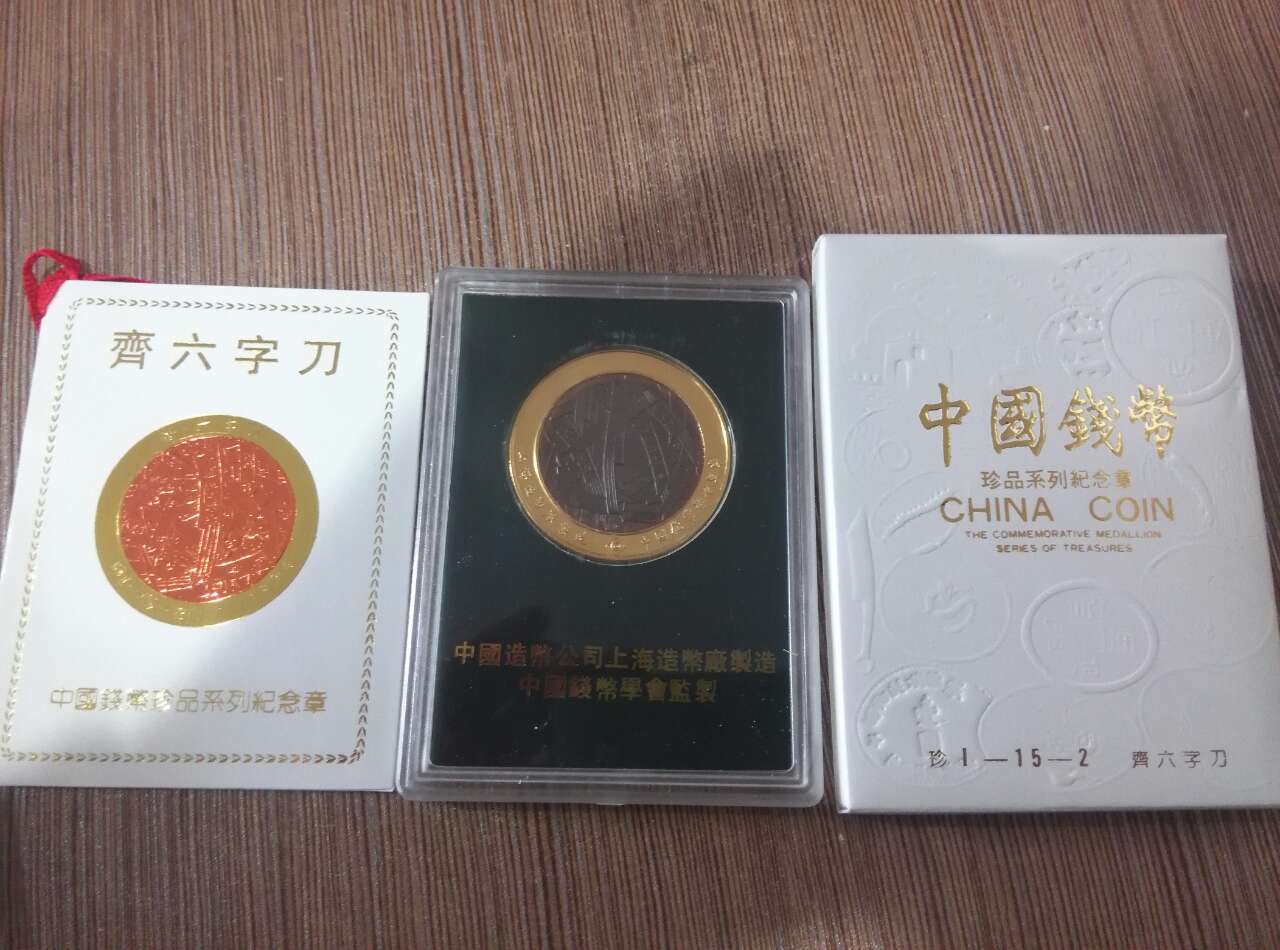 齊六字刀
中國錢幣珍品系列紀念章
中國造幣公司上海造幣廠製造
中國錢幣學會監製
中國錢幣
珍品系列紀念章
CHINA COIN
THE COMMEMORATIVE MEDALLION
SERIES OF TREASURES
珍 I—15—2 齊六字刀